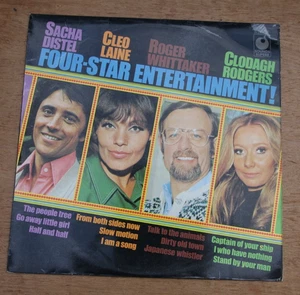 SACHA
DISTEL
CLEO
LAINE
ROGER
WHITTAKER
CLODAGH
RODGERS
FOUR-STAR ENTERTAINMENT!
The people tree
Go away little girl
Half and half
From both sides now
Slow motion
I am a song
Talk to the animals
Dirty old town
Japanese whistler
Captain of your ship
I who have nothing
Stand by your man